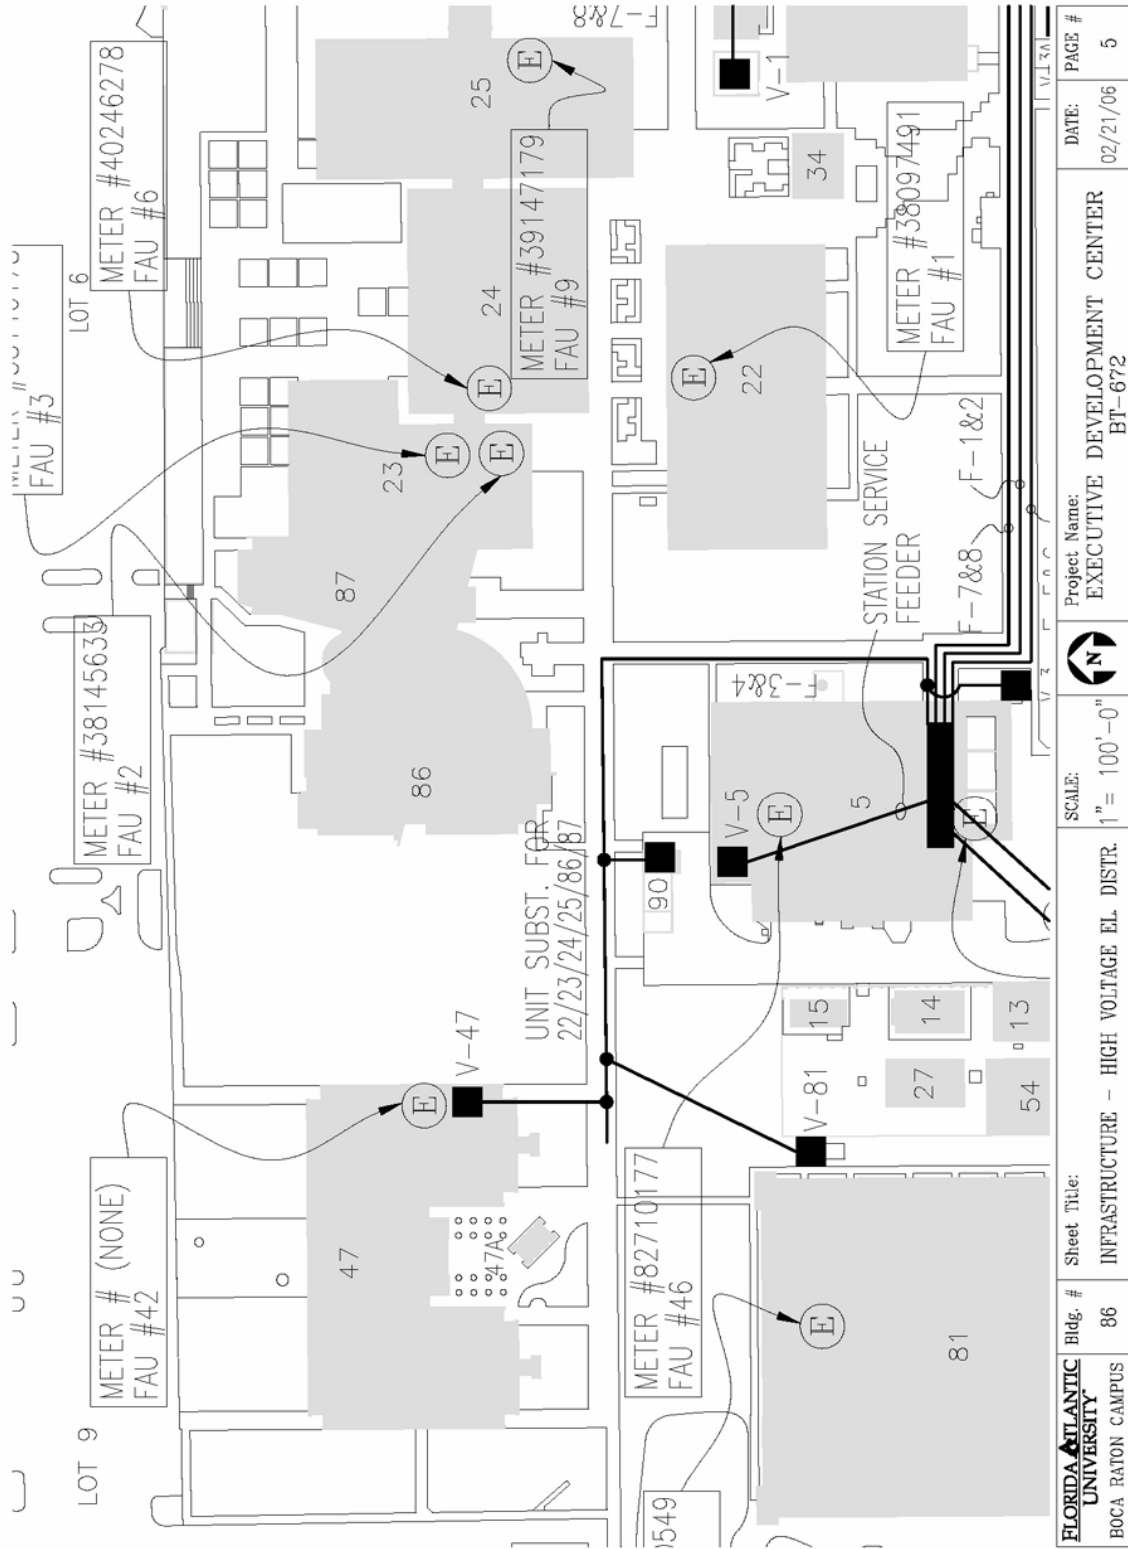 LOT 9
METER # (NONE)
FAU #42
METER #38145633
FAU #2
FAU #3
LOT 6
METER #40246278
FAU #6
47
47A
V-47
86
87
23
24
25
E
E
E
E
E
METER #39147179
FAU #9
F-7&8
UNIT SUBST. FOR
22/23/24/25/86/87
METER #82710177
FAU #46
0549
E
81
V-81
15
14
13
27
54
90
V-5
E
5
E
F-3&4
STATION SERVICE
FEEDER
F-7&8
F-1&2
E
22
METER #38097491
FAU #1
34
V-1
FLORIDA ATLANTIC
UNIVERSITY
BOCA RATON CAMPUS
Bldg. #
86
Sheet Title:
INFRASTRUCTURE - HIGH VOLTAGE EL. DISTR.
SCALE:
1" = 100'-0"
N
Project Name:
EXECUTIVE DEVELOPMENT CENTER
BT-672
DATE:
02/21/06
PAGE #
5